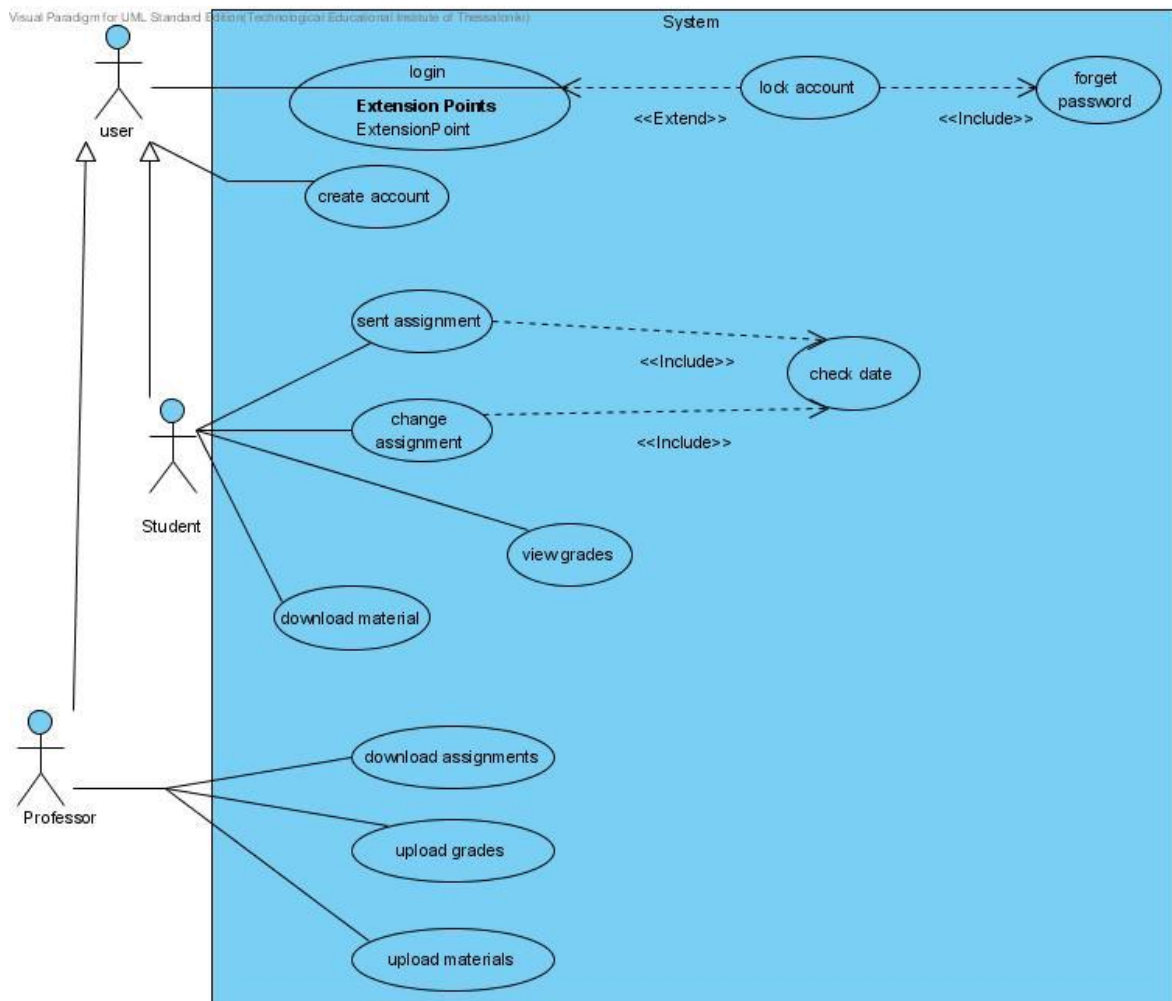 Visual Paradigm for UML Standard Edition(Technological Educational Institute of Thessaloniki)
System
user
login
Extension Points
ExtensionPoint
<<Extend>>
lock account
<<Include>>
forget
password
create account
sent assignment
<<Include>>
check date
change
assignment
<<Include>>
Student
view grades
download material
Professor
download assignments
upload grades
upload materials